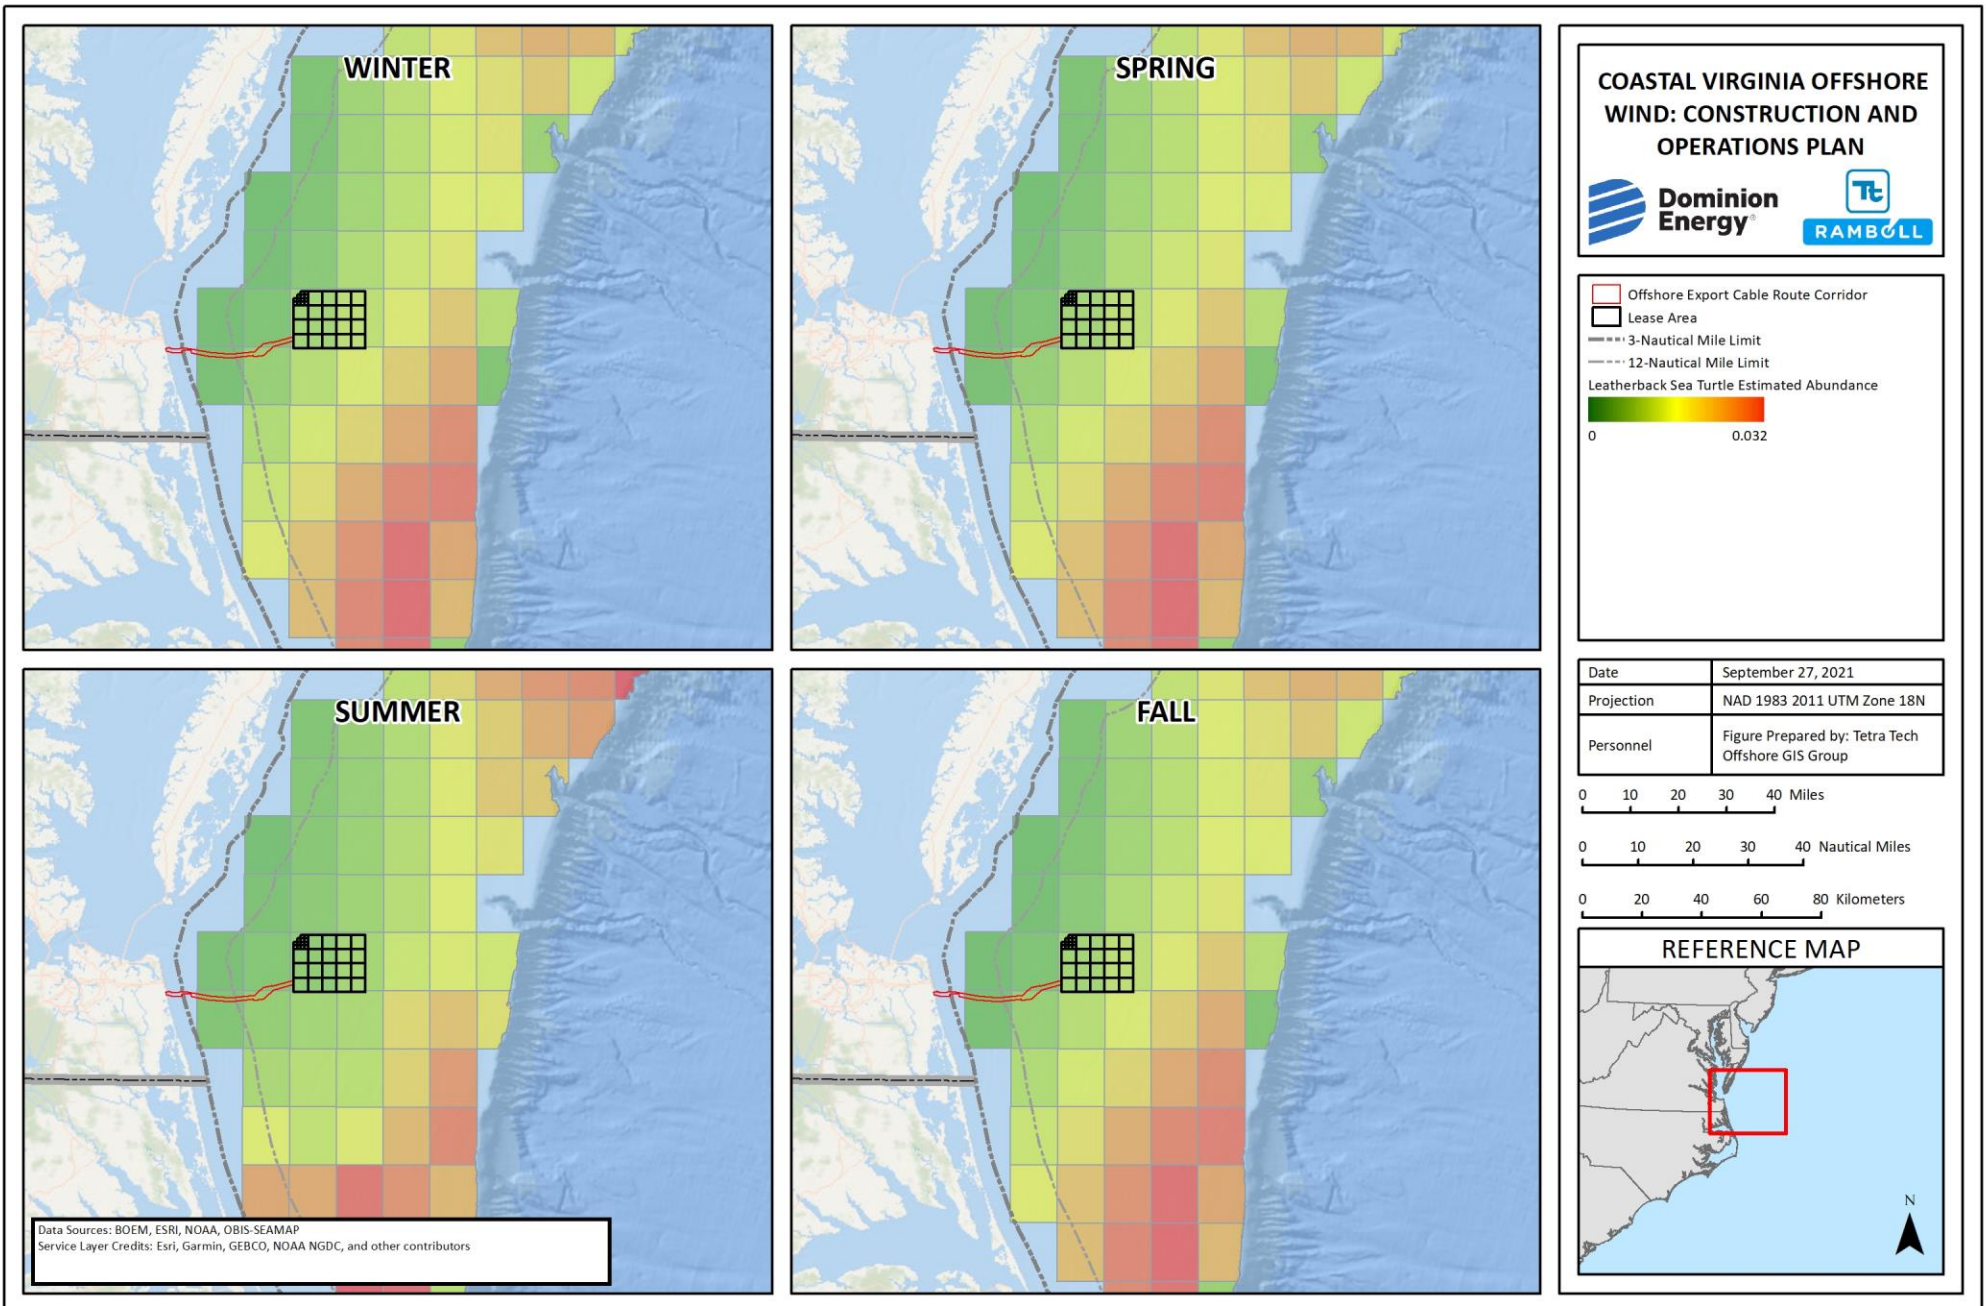 WINTER
SPRING
SUMMER
FALL
Data Sources: BOEM, ESRI, NOAA, OBIS-SEAMAP
Service Layer Credits: Esri, Garmin, GEBCO, NOAA NGDC, and other contributors
COASTAL VIRGINIA OFFSHORE
WIND: CONSTRUCTION AND
OPERATIONS PLAN
Dominion
Energy®
Tt
RAMBOLL
Offshore Export Cable Route Corridor
Lease Area
3-Nautical Mile Limit
12-Nautical Mile Limit
Leatherback Sea Turtle Estimated Abundance
0 0.032
Date September 27, 2021
Projection NAD 1983 2011 UTM Zone 18N
Personnel Figure Prepared by: Tetra Tech
Offshore GIS Group
0 10 20 30 40 Miles
0 10 20 30 40 Nautical Miles
0 20 40 60 80 Kilometers
REFERENCE MAP
N